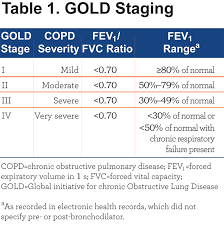 Table 1. GOLD Staging
GOLD Stage COPD Severity FEV₁/FVC Ratio FEV₁ Rangeᵃ
I Mild <0.70 ≥80% of normal
II Moderate <0.70 50%–79% of normal
III Severe <0.70 30%–49% of normal
IV Very severe <0.70 <30% of normal or
<50% of normal with
chronic respiratory
failure present
COPD=chronic obstructive pulmonary disease; FEV₁=forced
expiratory volume in 1 s; FVC=forced vital capacity;
GOLD=Global initiative for chronic Obstructive Lung Disease
ᵃAs recorded in electronic health records, which did not
specify pre- or post-bronchodilator.